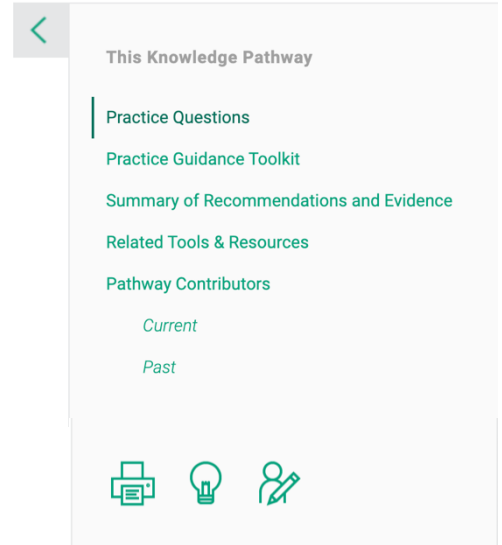 This Knowledge Pathway
Practice Questions
Practice Guidance Toolkit
Summary of Recommendations and Evidence
Related Tools & Resources
Pathway Contributors
Current
Past